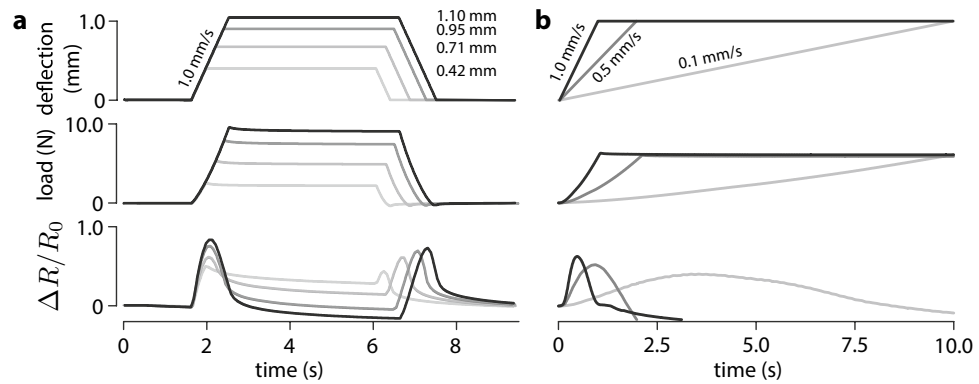 a
deflection
(mm)
1.0
0
1.0 mm/s
1.10 mm
0.95 mm
0.71 mm
0.42 mm
load (N)
10.0
0
ΔR/R₀
1.0
0
0
2
4
6
8
time (s)
b
1.0 mm/s
0.5 mm/s
0.1 mm/s
0
2.5
5.0
7.5
10.0
time (s)